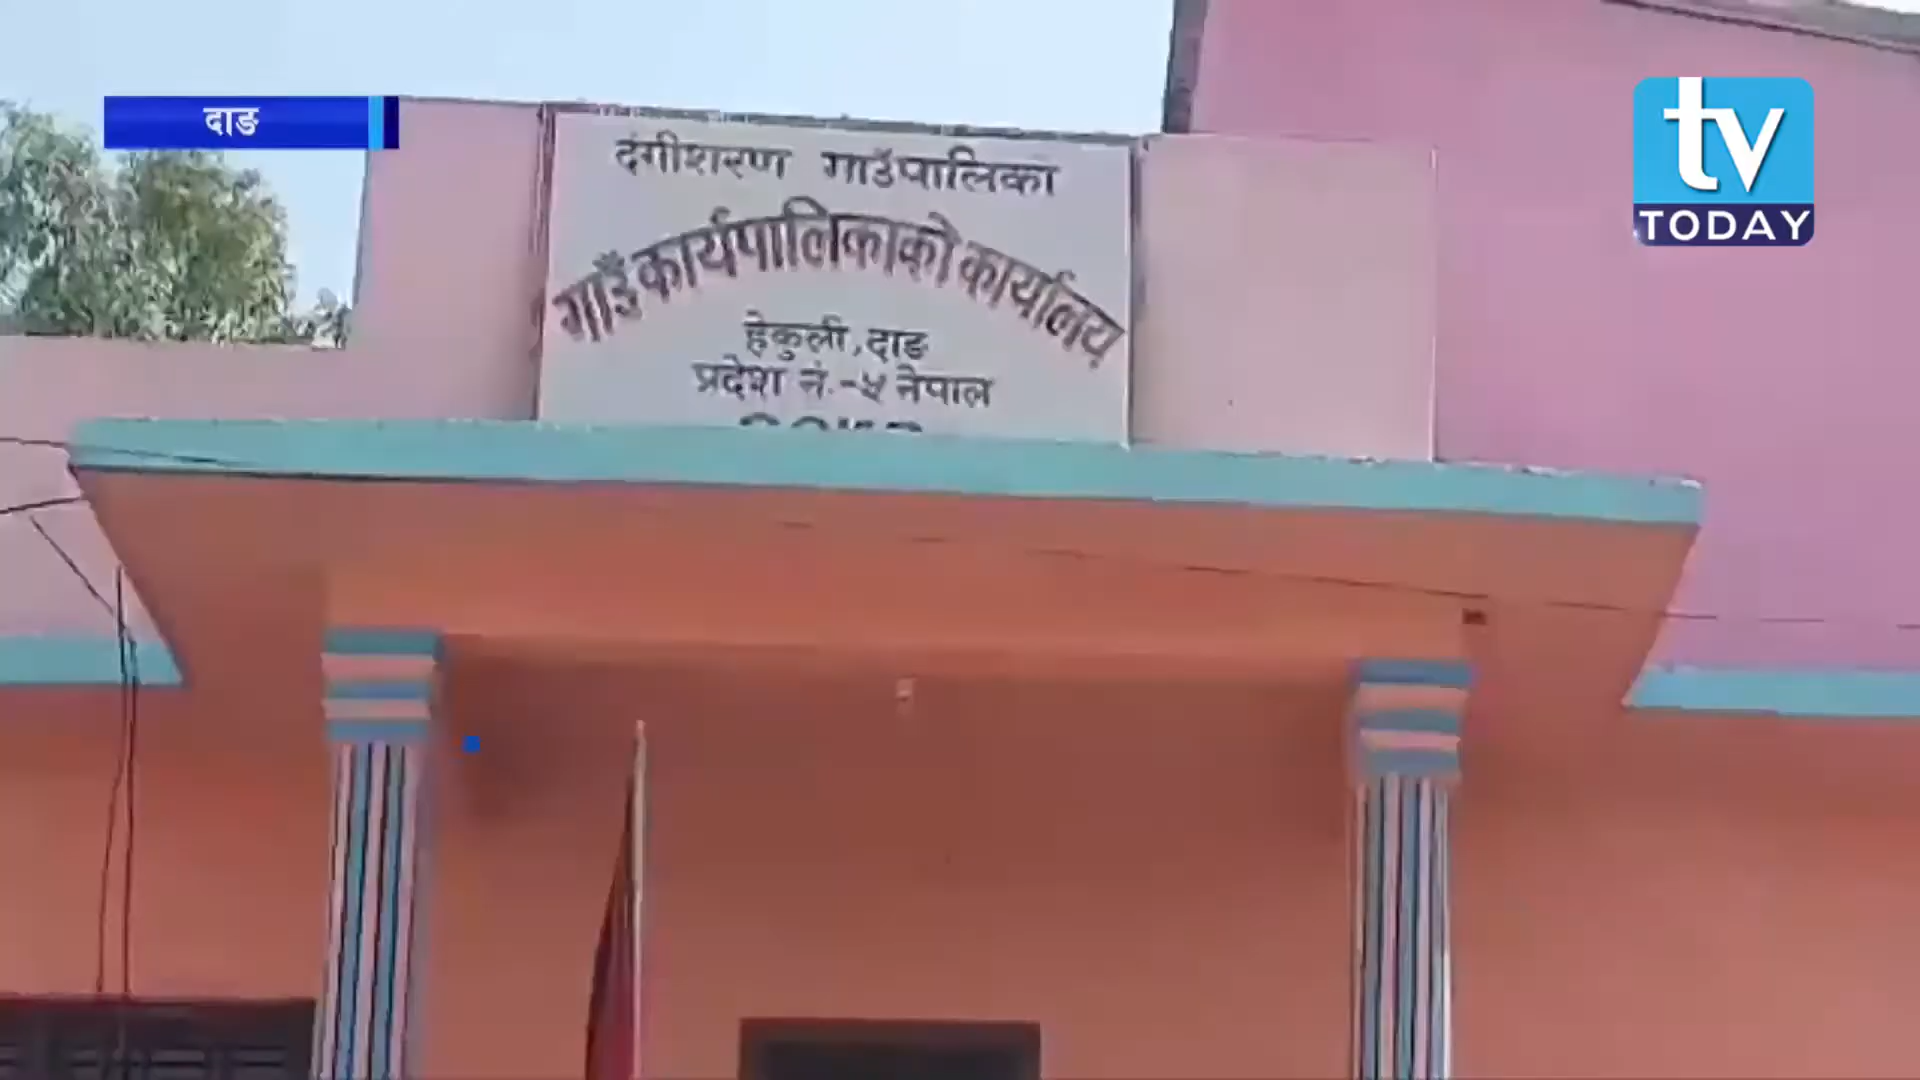 दाङ
tv
TODAY
दंगीशरण गाउँपालिका
गाउँ कार्यपालिकाको कार्यालय
हेकुली, दाङ
प्रदेश नं.-५ नेपाल